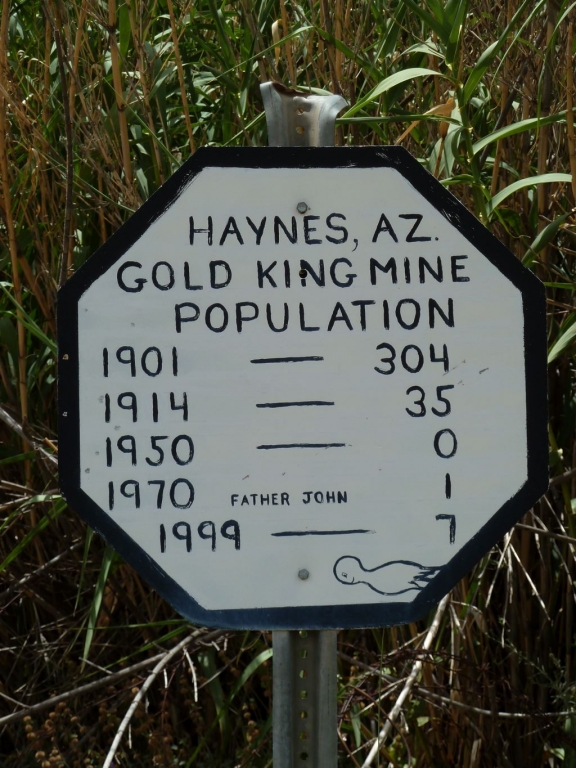 HAYNES, AZ.
GOLD KING MINE
POPULATION
1901 — 304
1914 — 35
1950 — 0
1970 FATHER JOHN 1
1999 — 7